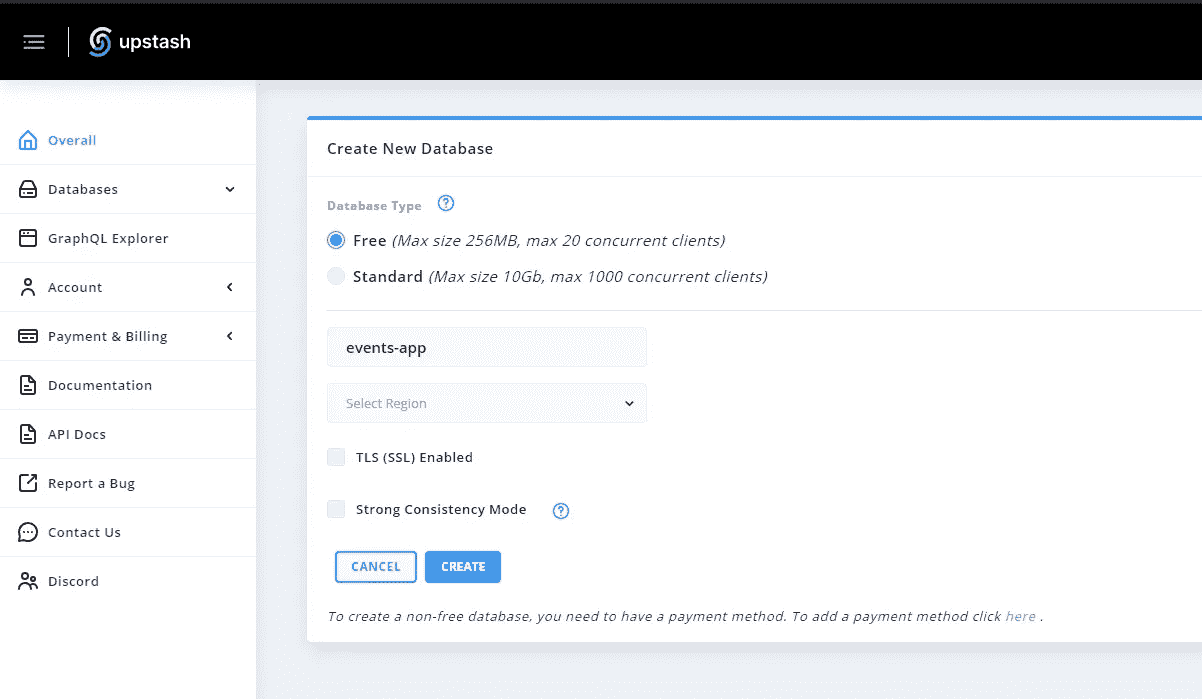 upstash
Overall
Databases
GraphQL Explorer
Account
Payment & Billing
Documentation
API Docs
Report a Bug
Contact Us
Discord
Create New Database
Database Type ?
Free (Max size 256MB, max 20 concurrent clients)
Standard (Max size 10Gb, max 1000 concurrent clients)
events-app
Select Region
TLS (SSL) Enabled
Strong Consistency Mode ?
CANCEL CREATE
To create a non-free database, you need to have a payment method. To add a payment method click here .